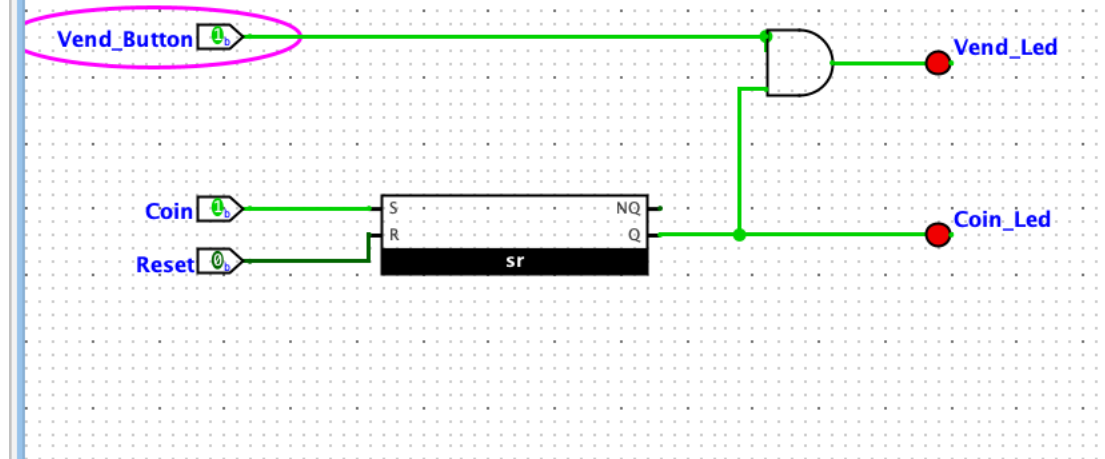 Vend_Button 1b
Vend_Led
Coin 1b
S NQ
Coin_Led
R Q
Reset 0b
sr